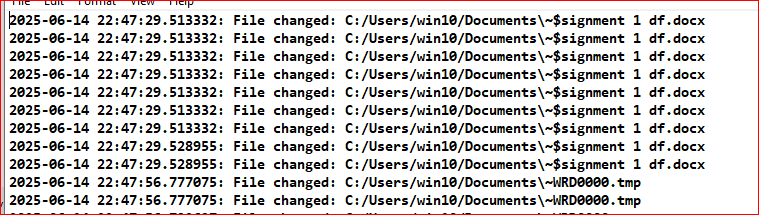 File Edit Format View Help
2025-06-14 22:47:29.513332: File changed: C:/Users/win10/Documents\~$signment 1 df.docx
2025-06-14 22:47:29.513332: File changed: C:/Users/win10/Documents\~$signment 1 df.docx
2025-06-14 22:47:29.513332: File changed: C:/Users/win10/Documents\~$signment 1 df.docx
2025-06-14 22:47:29.513332: File changed: C:/Users/win10/Documents\~$signment 1 df.docx
2025-06-14 22:47:29.513332: File changed: C:/Users/win10/Documents\~$signment 1 df.docx
2025-06-14 22:47:29.513332: File changed: C:/Users/win10/Documents\~$signment 1 df.docx
2025-06-14 22:47:29.513332: File changed: C:/Users/win10/Documents\~$signment 1 df.docx
2025-06-14 22:47:29.528955: File changed: C:/Users/win10/Documents\~$signment 1 df.docx
2025-06-14 22:47:29.528955: File changed: C:/Users/win10/Documents\~$signment 1 df.docx
2025-06-14 22:47:56.777075: File changed: C:/Users/win10/Documents\~WRD0000.tmp
2025-06-14 22:47:56.777075: File changed: C:/Users/win10/Documents\~WRD0000.tmp